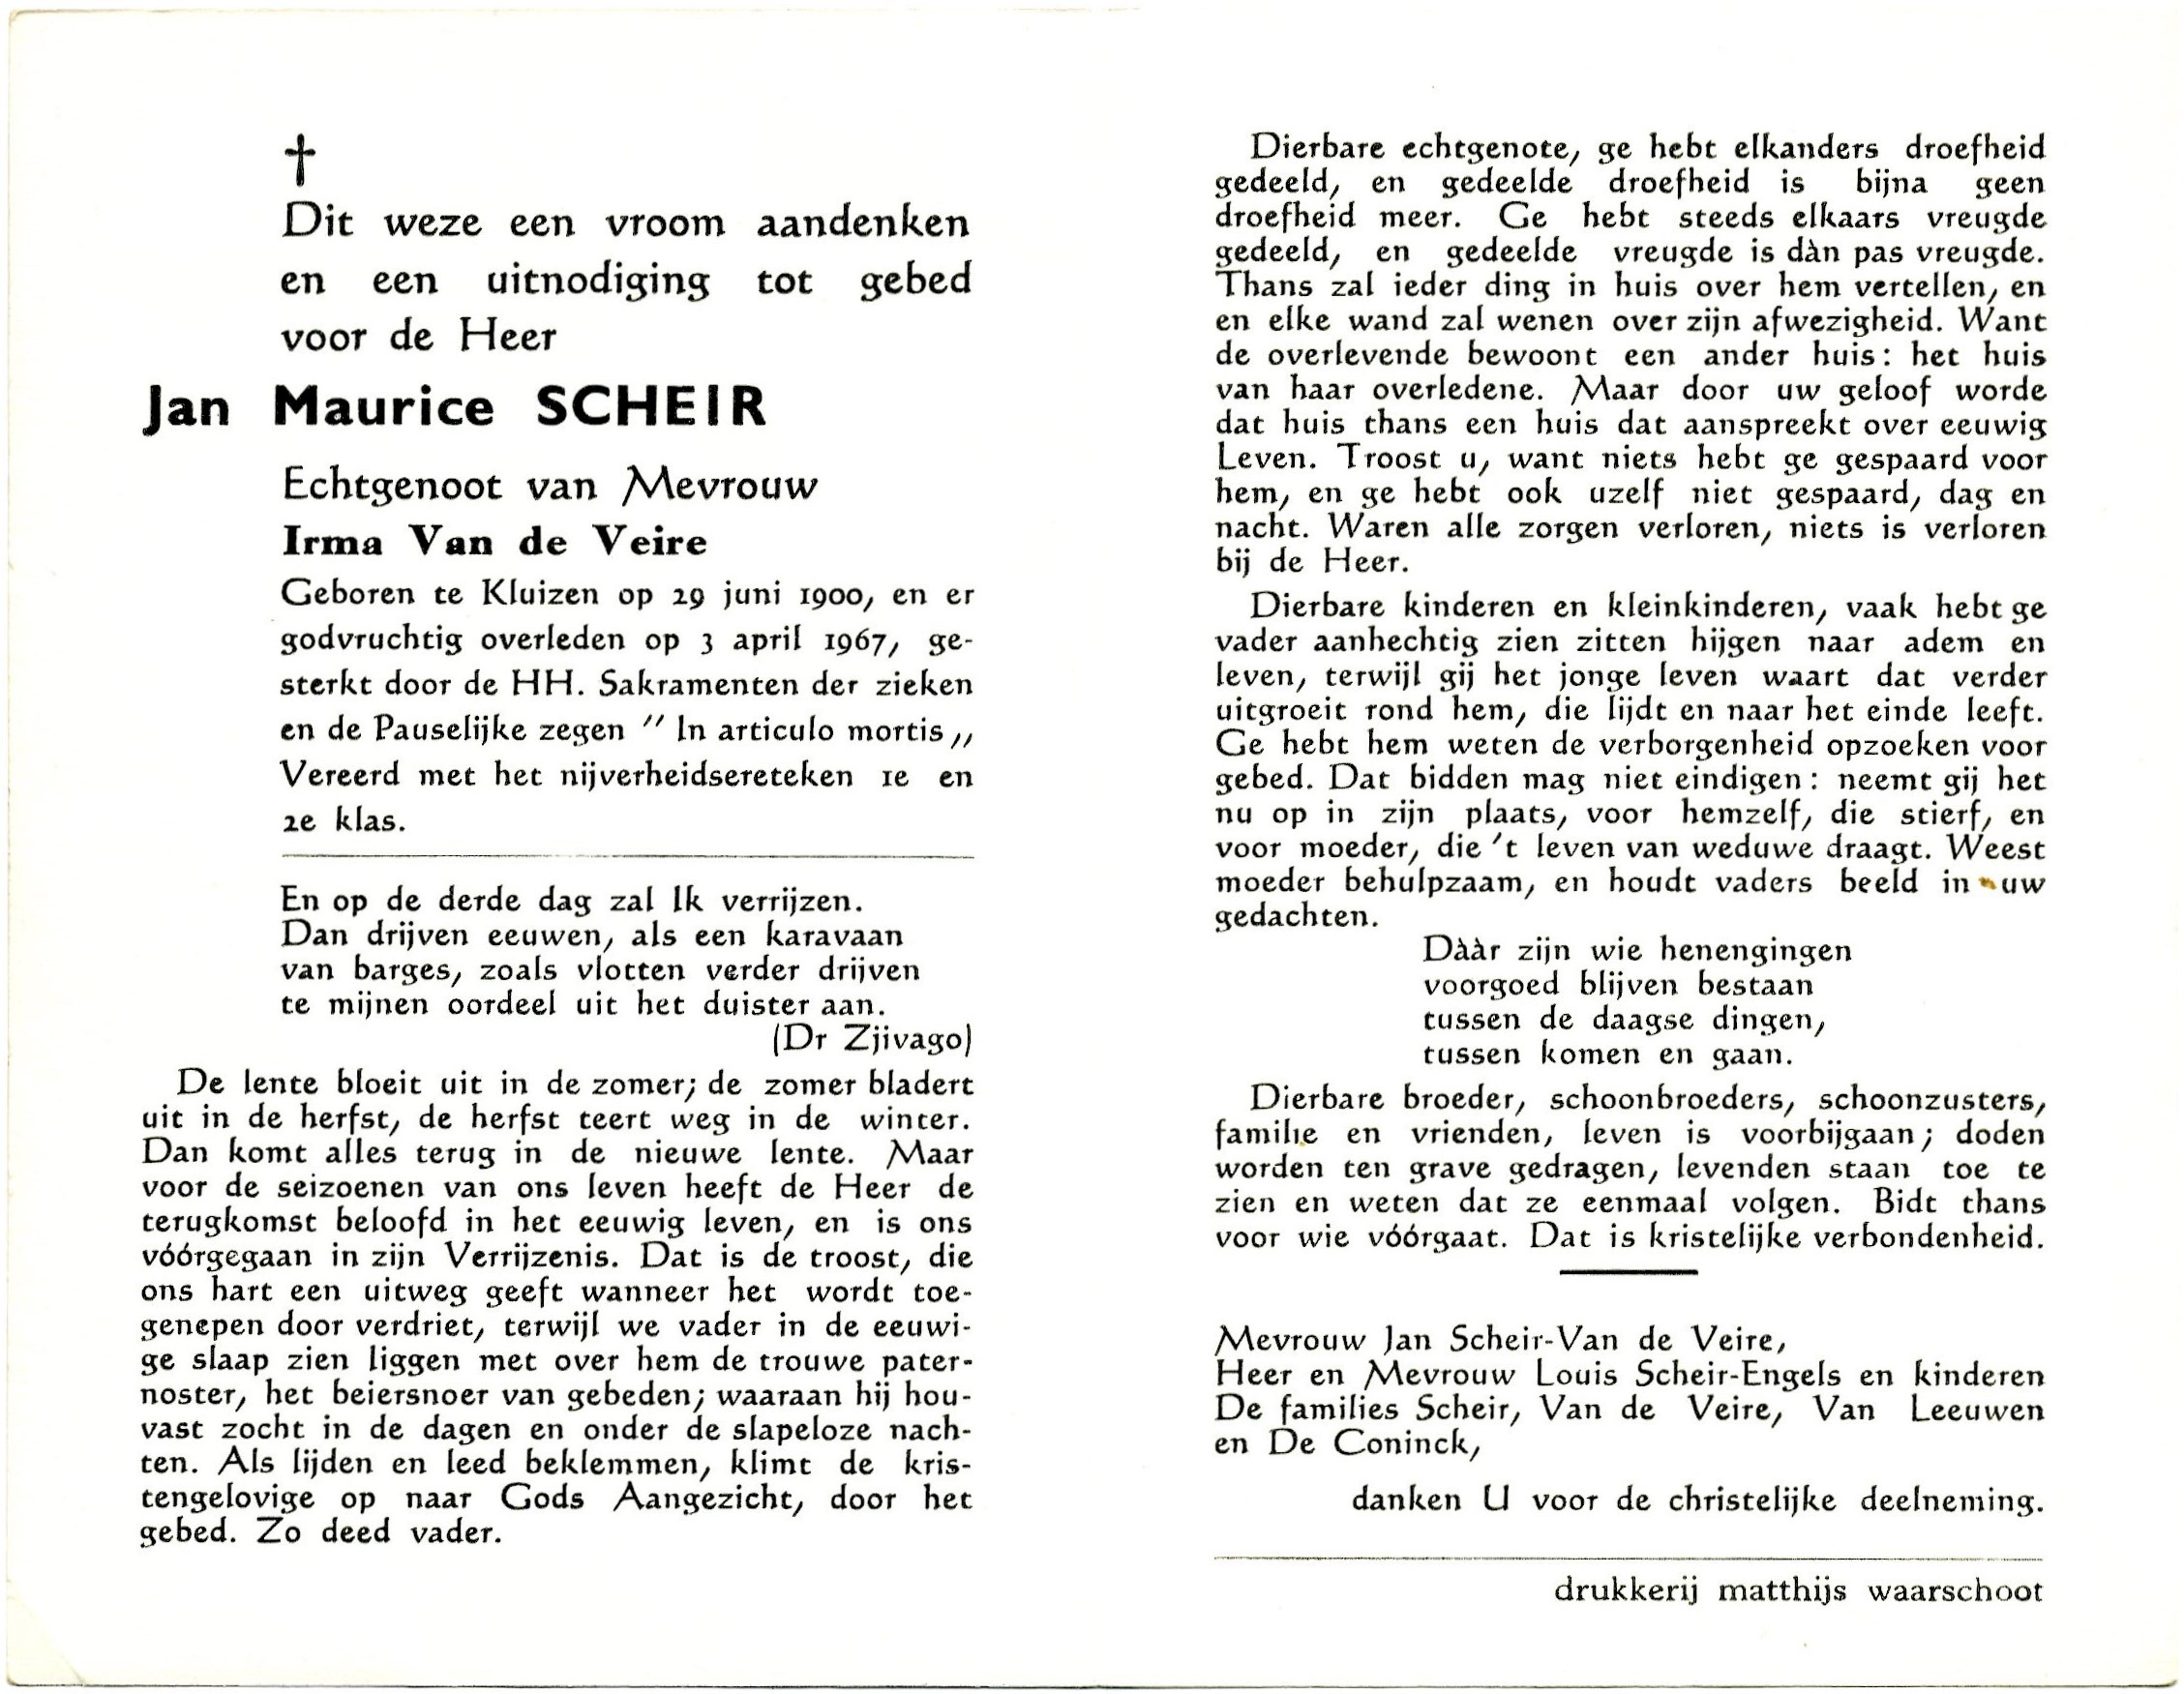 †
Dit weze een vroom aandenken
en een uitnodiging tot gebed
voor de Heer
Jan Maurice SCHEIR
Echtgenoot van Mevrouw
Irma Van de Veire
Geboren te Kluizen op 29 juni 1900, en er
godvruchtig overleden op 3 april 1967, ge-
sterkt door de HH. Sakramenten der zieken
en de Pauselijke zegen " In articulo mortis ,,
Vereerd met het nijverheidsereteken 1e en
2e klas.
En op de derde dag zal Ik verrijzen.
Dan drijven eeuwen, als een karavaan
van barges, zoals vlotten verder drijven
te mijnen oordeel uit het duister aan.
(Dr Zjivago)
De lente bloeit uit in de zomer; de zomer bladert
uit in de herfst, de herfst teert weg in de winter.
Dan komt alles terug in de nieuwe lente. Maar
voor de seizoenen van ons leven heeft de Heer de
terugkomst beloofd in het eeuwig leven, en is ons
vóórgegaan in zijn Verrijzenis. Dat is de troost, die
ons hart een uitweg geeft wanneer het wordt toe-
genepen door verdriet, terwijl we vader in de eeuwi-
ge slaap zien liggen met over hem de trouwe pater-
noster, het beiersnoer van gebeden; waaraan hij hou-
vast zocht in de dagen en onder de slapeloze nach-
ten. Als lijden en leed beklemmen, klimt de kris-
tengelovige op naar Gods Aangezicht, door het
gebed. Zo deed vader.
Dierbare echtgenote, ge hebt elkanders droefheid
gedeeld, en gedeelde droefheid is bijna geen
droefheid meer. Ge hebt steeds elkaars vreugde
gedeeld, en gedeelde vreugde is dàn pas vreugde.
Thans zal ieder ding in huis over hem vertellen, en
en elke wand zal wenen over zijn afwezigheid. Want
de overlevende bewoont een ander huis: het huis
van haar overledene. Maar door uw geloof worde
dat huis thans een huis dat aanspreekt over eeuwig
Leven. Troost u, want niets hebt ge gespaard voor
hem, en ge hebt ook uzelf niet gespaard, dag en
nacht. Waren alle zorgen verloren, niets is verloren
bij de Heer.
Dierbare kinderen en kleinkinderen, vaak hebt ge
vader aanhechtig zien zitten hijgen naar adem en
leven, terwijl gij het jonge leven waart dat verder
uitgroeit rond hem, die lijdt en naar het einde leeft.
Ge hebt hem weten de verborgenheid opzoeken voor
gebed. Dat bidden mag niet eindigen: neemt gij het
nu op in zijn plaats, voor hemzelf, die stierf, en
voor moeder, die 't leven van weduwe draagt. Weest
moeder behulpzaam, en houdt vaders beeld in uw
gedachten.
Dààr zijn wie henengingen
voorgoed blijven bestaan
tussen de daagse dingen,
tussen komen en gaan.
Dierbare broeder, schoonbroeders, schoonzusters,
familie en vrienden, leven is voorbijgaan; doden
worden ten grave gedragen, levenden staan toe te
zien en weten dat ze eenmaal volgen. Bidt thans
voor wie vóórgaat. Dat is kristelijke verbondenheid.
Mevrouw Jan Scheir-Van de Veire,
Heer en Mevrouw Louis Scheir-Engels en kinderen
De families Scheir, Van de Veire, Van Leeuwen
en De Coninck,
danken U voor de christelijke deelneming.
drukkerij matthijs waarschoot